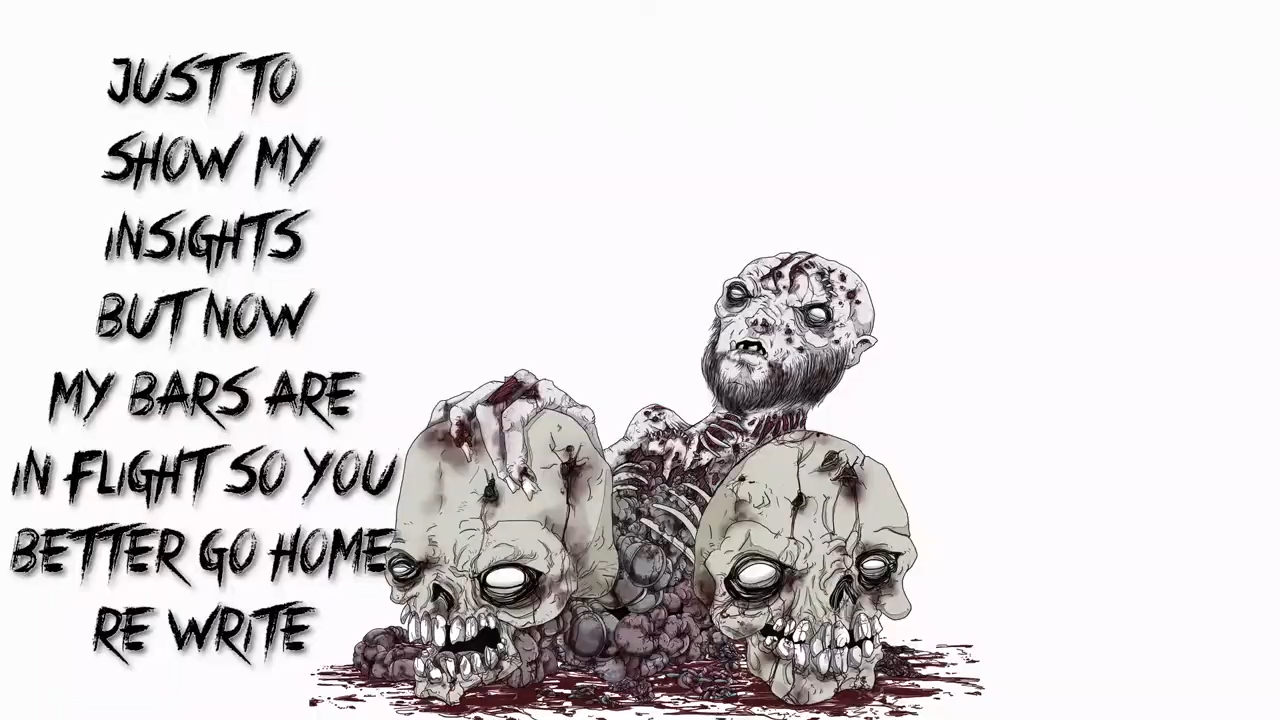 JUST TO
SHOW MY
INSIGHTS
BUT NOW
MY BARS ARE
IN FLIGHT SO YOU
BETTER GO HOME
RE WRITE